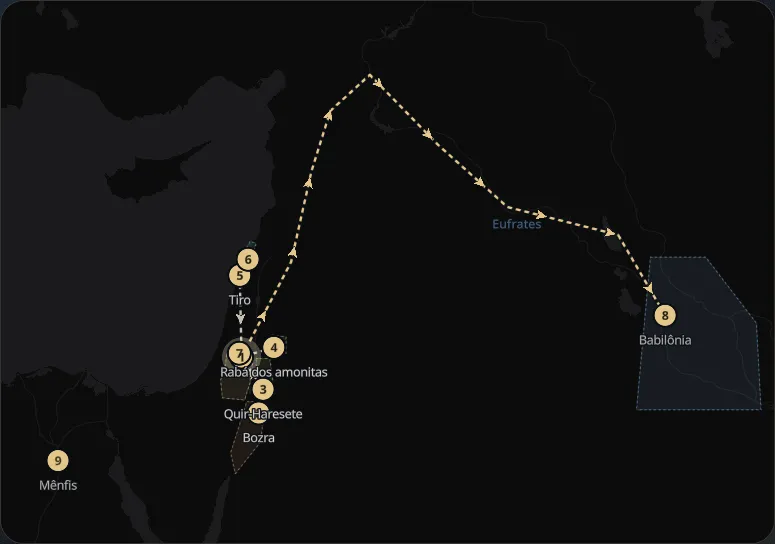 Eufrates
6
5
Tiro
8
Babilônia
7
4
Rabá dos amonitas
3
Quir-Haresete
Bozra
9
Mênfis